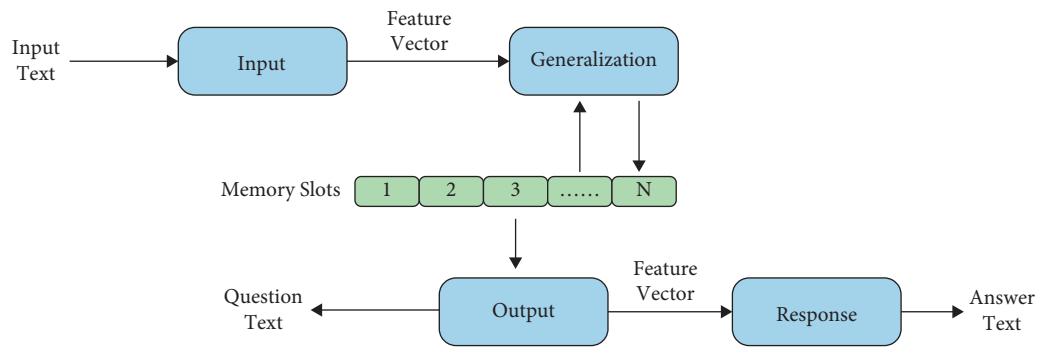 Input
Text
Input
Feature
Vector
Generalization
Memory Slots
1
2
3
......
N
Question
Text
Output
Feature
Vector
Response
Answer
Text